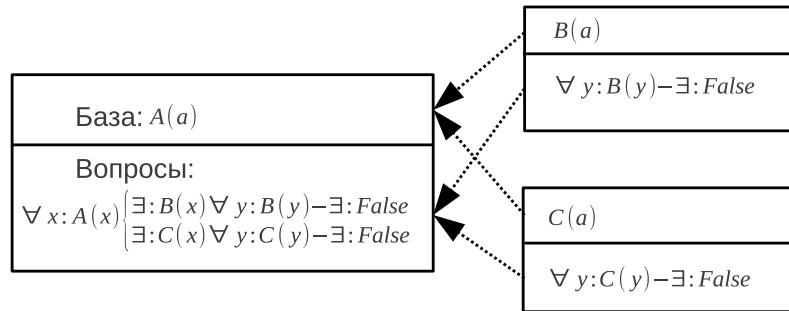 База: A(a)
Вопросы:
∀ x: A(x) { ∃: B(x) ∀ y: B(y)−∃: False
∃: C(x) ∀ y: C(y)−∃: False
B(a)
∀ y: B(y)−∃: False
C(a)
∀ y: C(y)−∃: False